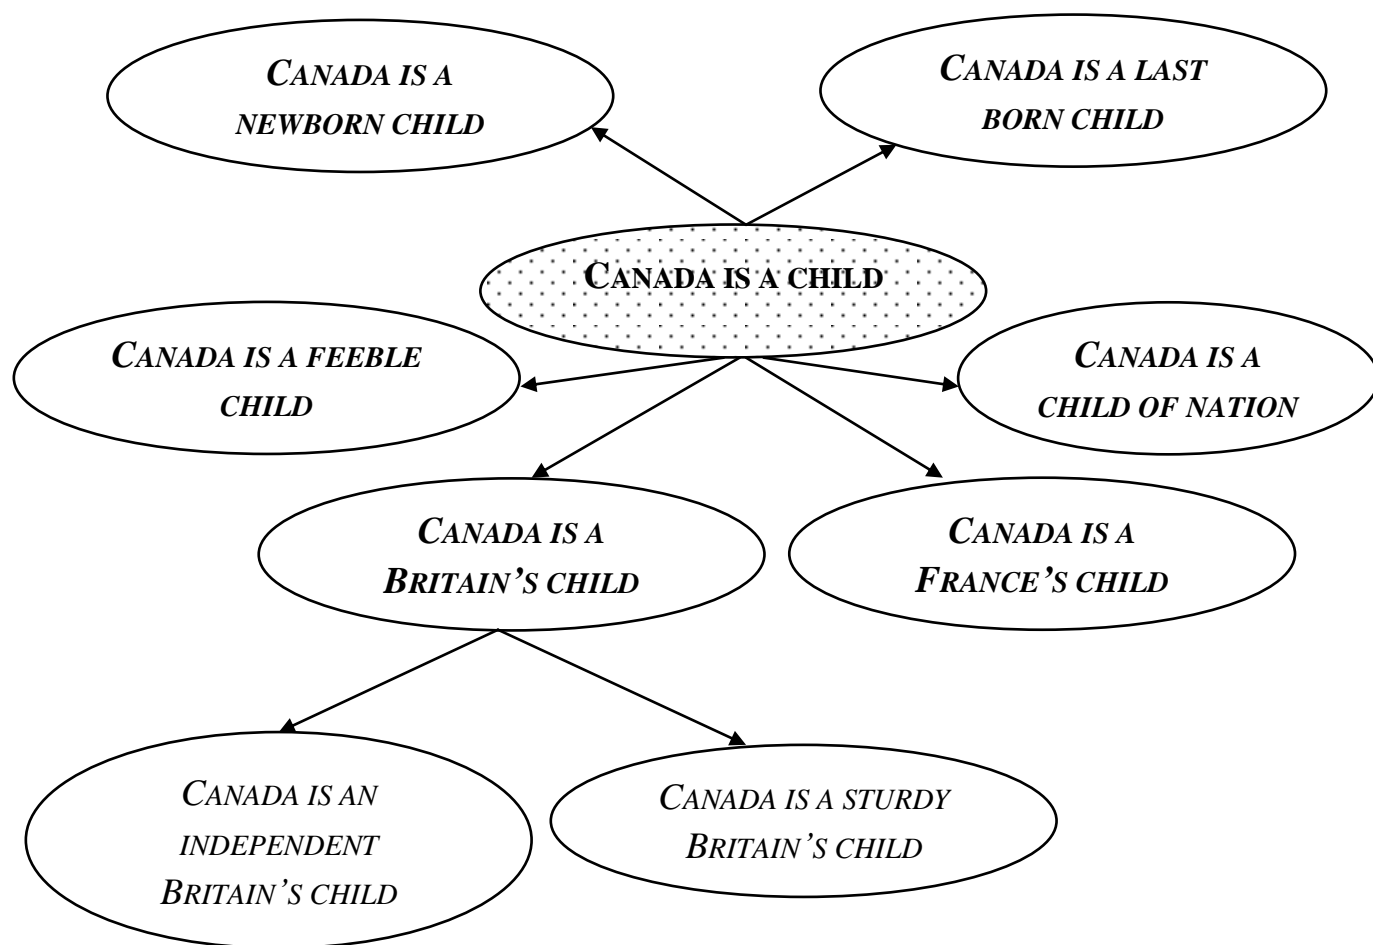 CANADA IS A
NEWBORN CHILD
CANADA IS A LAST
BORN CHILD
CANADA IS A CHILD
CANADA IS A FEEBLE
CHILD
CANADA IS A
CHILD OF NATION
CANADA IS A
BRITAIN’S CHILD
CANADA IS A
FRANCE’S CHILD
CANADA IS AN
INDEPENDENT
BRITAIN’S CHILD
CANADA IS A STURDY
BRITAIN’S CHILD